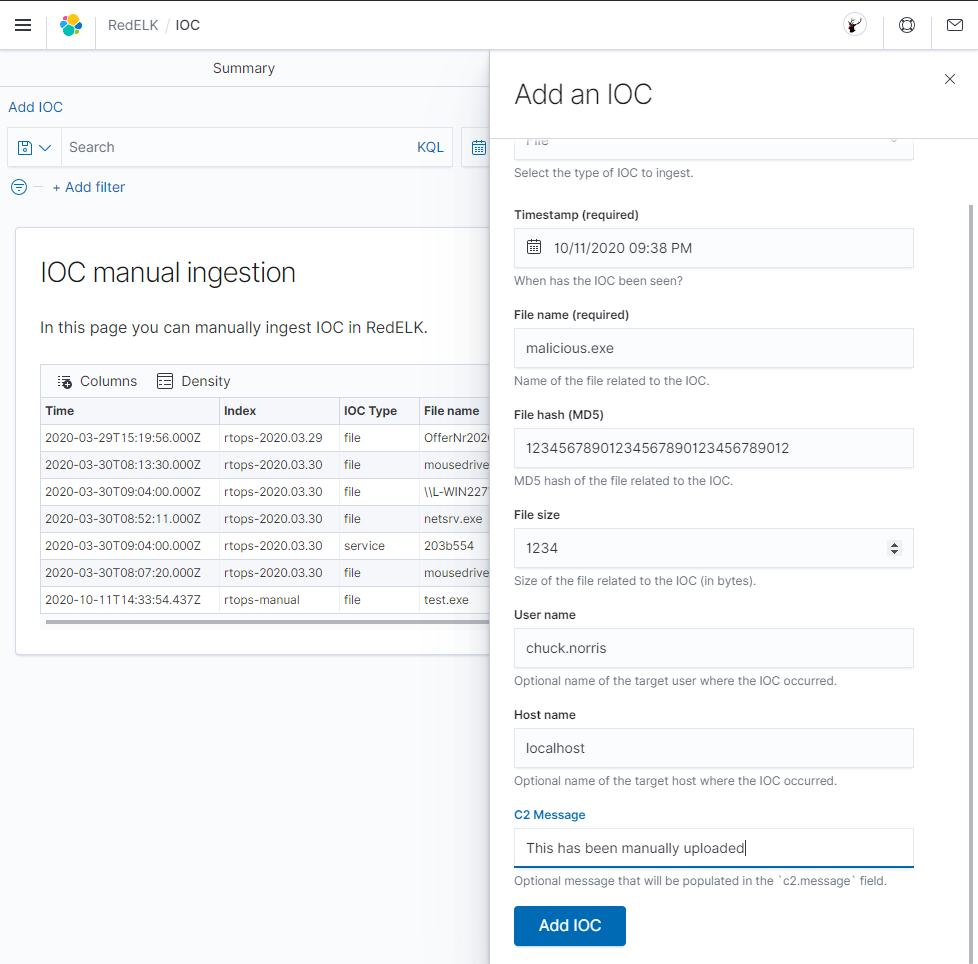 RedELK / IOC
Summary
Add IOC
Search KQL
+ Add filter
IOC manual ingestion
In this page you can manually ingest IOC in RedELK.
Columns Density
Time Index IOC Type File name
2020-03-29T15:19:56.000Z rtops-2020.03.29 file OfferNr202
2020-03-30T08:13:30.000Z rtops-2020.03.30 file mousedrive
2020-03-30T09:04:00.000Z rtops-2020.03.30 file \\L-WIN227
2020-03-30T08:52:11.000Z rtops-2020.03.30 file netsrv.exe
2020-03-30T09:04:00.000Z rtops-2020.03.30 service 203b554
2020-03-30T08:07:20.000Z rtops-2020.03.30 file mousedrive
2020-10-11T14:33:54.437Z rtops-manual file test.exe
Add an IOC
File
Select the type of IOC to ingest.
Timestamp (required)
10/11/2020 09:38 PM
When has the IOC been seen?
File name (required)
malicious.exe
Name of the file related to the IOC.
File hash (MD5)
12345678901234567890123456789012
MD5 hash of the file related to the IOC.
File size
1234
Size of the file related to the IOC (in bytes).
User name
chuck.norris
Optional name of the target user where the IOC occurred.
Host name
localhost
Optional name of the target host where the IOC occurred.
C2 Message
This has been manually uploaded
Optional message that will be populated in the `c2.message` field.
Add IOC